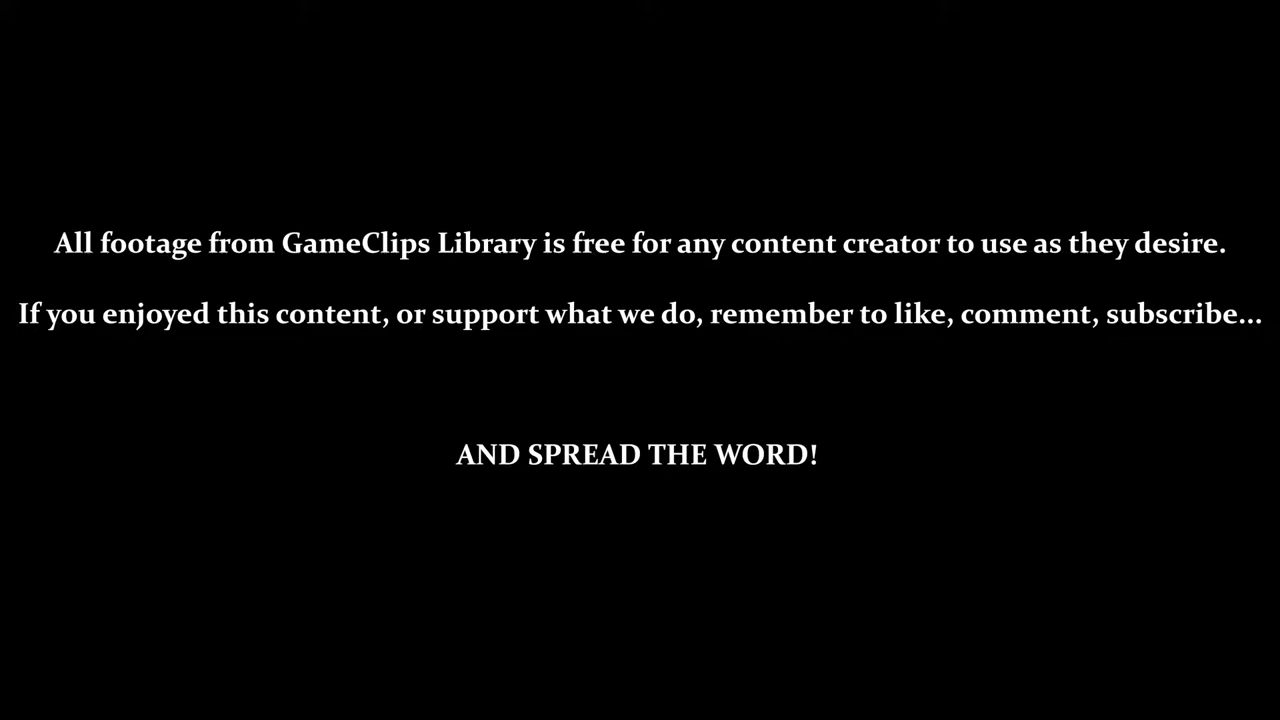 All footage from GameClips Library is free for any content creator to use as they desire.
If you enjoyed this content, or support what we do, remember to like, comment, subscribe...
AND SPREAD THE WORD!